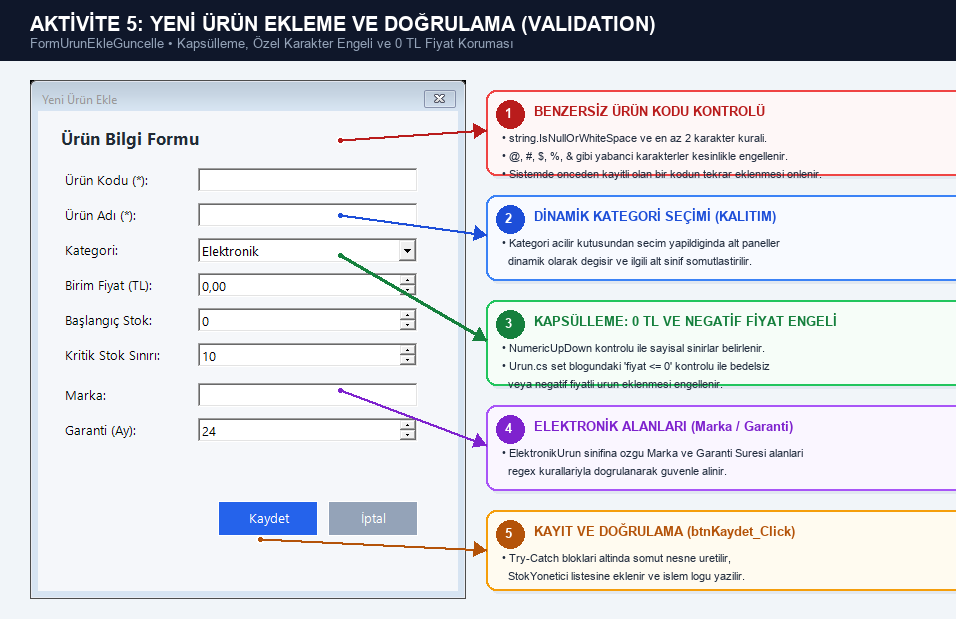 AKTİVİTE 5: YENİ ÜRÜN EKLEME VE DOĞRULAMA (VALIDATION)
FormUrunEkleGuncelle • Kapsülleme, Özel Karakter Engeli ve 0 TL Fiyat Koruması
Yeni Ürün Ekle
Ürün Bilgi Formu
Ürün Kodu (*):
Ürün Adı (*):
Kategori:
Elektronik
Birim Fiyat (TL):
0,00
Başlangıç Stok:
0
Kritik Stok Sınırı:
10
Marka:
Garanti (Ay):
24
Kaydet
İptal
1
BENZERSİZ ÜRÜN KODU KONTROLÜ
• string.IsNullOrWhiteSpace ve en az 2 karakter kurali.
• @, #, $, %, & gibi yabanci karakterler kesinlikle engellenir.
• Sistemde onceden kayitli olan bir kodun tekrar eklenmesi onlenir.
2
DİNAMİK KATEGORİ SEÇİMİ (KALITIM)
• Kategori acilir kutusundan secim yapildiginda alt paneller
dinamik olarak degisir ve ilgili alt sinif somutlastirilir.
3
KAPSÜLLEME: 0 TL VE NEGATİF FİYAT ENGELİ
• NumericUpDown kontrolu ile sayisal sinirlar belirlenir.
• Urun.cs set blogundaki 'fiyat <= 0' kontrolu ile bedelsiz
veya negatif fiyatli urun eklenmesi engellenir.
4
ELEKTRONİK ALANLARI (Marka / Garanti)
• ElektronikUrun sinifina ozgu Marka ve Garanti Suresi alanlari
regex kurallariyla dogrulanarak guvenle alinir.
5
KAYIT VE DOĞRULAMA (btnKaydet_Click)
• Try-Catch bloklari altinda somut nesne uretilir,
StokYonetici listesine eklenir ve islem logu yazilir.